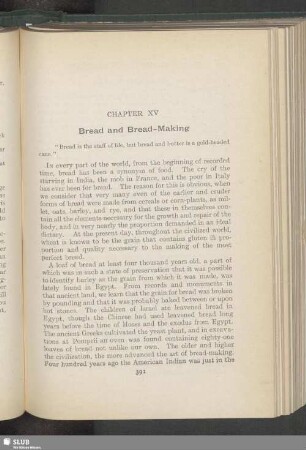 CHAPTER XV
Bread and Bread-Making
"Bread is the staff of life, but bread and butter is a gold-headed
cane."
In every part of the world, from the beginning of recorded
time, bread has been a synonym of food. The cry of the
starving in India, the sick in France, and the poor in Italy
has ever been for bread. The reason for this is obvious, when
we consider that very many even of the earlier and cruder
forms of bread were made from cereals or corn-plants, as mil-
let, oats, barley, and rye, and that these in themselves con-
tain all the elements necessary for the growth and repair of the
body, and in very nearly the proportion demanded in an ideal
dietary. At the present day, throughout the civilized world,
wheat is known to be the grain that contains gluten in pro-
portion and quality necessary to the making of the most
perfect bread.
A loaf of bread at least four thousand years old, a part of
which was in such a state of preservation that it was possible
to identify barley as the grain from which it was made, was
lately found in Egypt. From records and monuments in
that ancient land, we learn that the grain for bread was broken
by pounding and that it was probably baked between or upon
hot stones. The children of Israel ate leavened bread in
Egypt, though the Chinese had used leavened bread long
years before the time of Moses and the exodus from Egypt.
The ancient Greeks cultivated the yeast plant, and in excava-
tions at Pompeii an oven was found containing eighty-one
loaves of bread not unlike our own. The older and higher
the civilization, the more advanced the art of bread-making.
Four hundred years ago the American Indian was just in the
391
SLUB